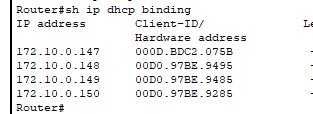 Router#sh ip dhcp binding
IP address Client-ID/ Le
Hardware address
172.10.0.147 000D.BDC2.075B -
172.10.0.148 00D0.97BE.9495 -
172.10.0.149 00D0.97BE.9485 -
172.10.0.150 00D0.97BE.9285 -
Router#